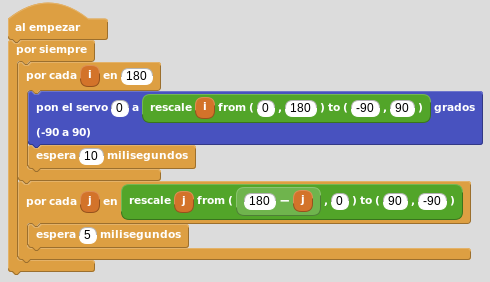 al empezar
por siempre
por cada i en 180
pon el servo 0 a rescale i from ( 0 , 180 ) to ( -90 , 90 ) grados
(-90 a 90)
espera 10 milisegundos
por cada j en rescale j from ( 180 − j , 0 ) to ( 90 , -90 )
espera 5 milisegundos